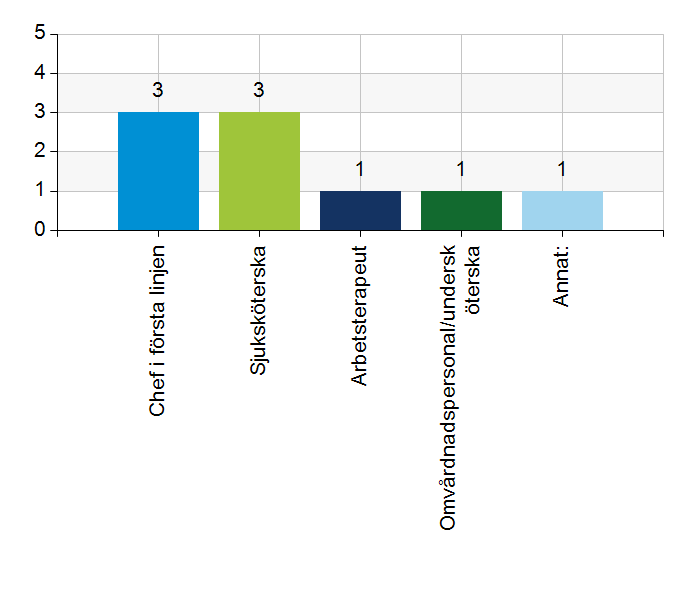 5
4
3
2
1
0
3
3
1
1
1
Chef i första linjen
Sjuksköterska
Arbetsterapeut
Omvårdnadspersonal/undersk
öterska
Annat: